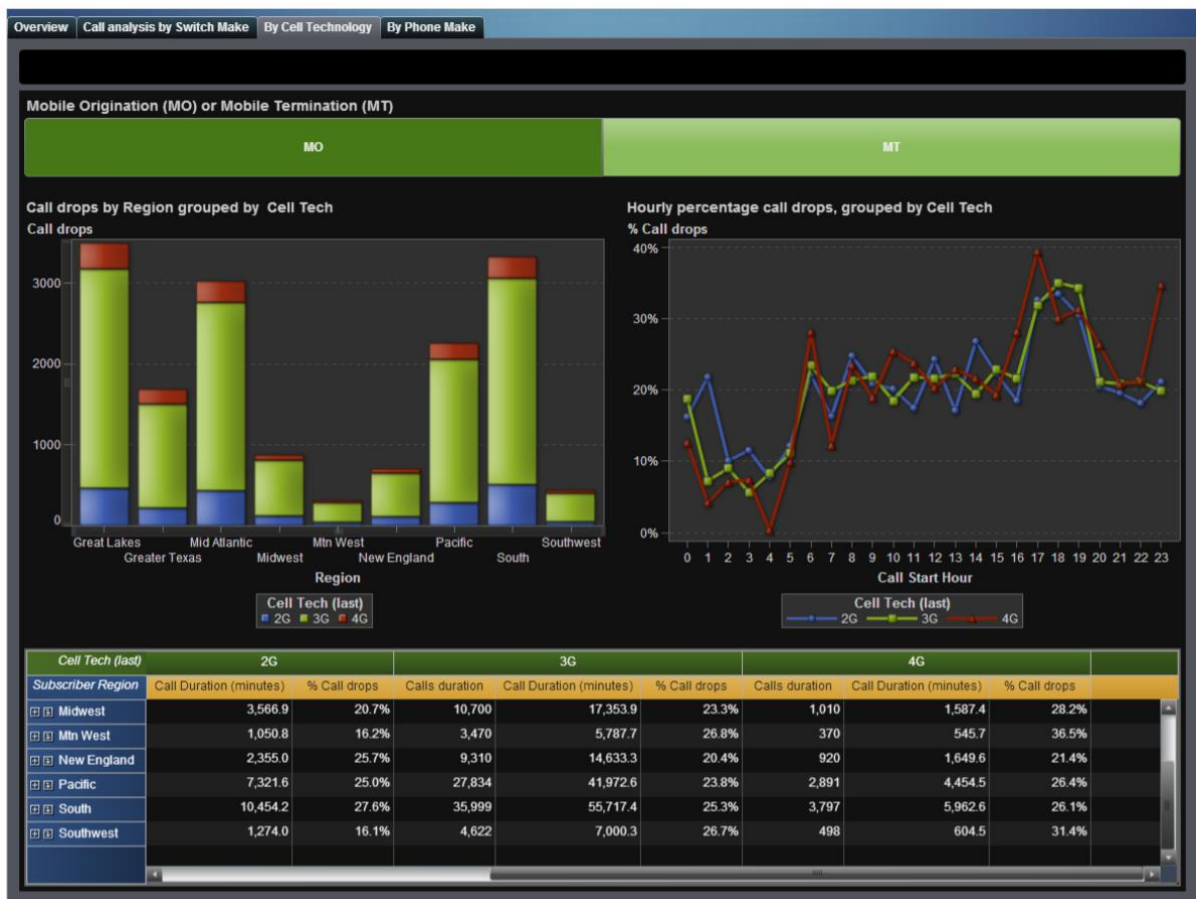 Overview Call analysis by Switch Make By Cell Technology By Phone Make
Mobile Origination (MO) or Mobile Termination (MT)
MO MT
Call drops by Region grouped by Cell Tech
Call drops
3000
2000
1000
0
Great Lakes Mid Atlantic Mtn West Pacific Southwest
Greater Texas Midwest New England South
Region
Cell Tech (last)
2G 3G 4G
Hourly percentage call drops, grouped by Cell Tech
% Call drops
40%
30%
20%
10%
0%
0 1 2 3 4 5 6 7 8 9 10 11 12 13 14 15 16 17 18 19 20 21 22 23
Call Start Hour
Cell Tech (last)
2G 3G 4G
Cell Tech (last) 2G 3G 4G
Subscriber Region Call Duration (minutes) % Call drops Calls duration Call Duration (minutes) % Call drops Calls duration Call Duration (minutes) % Call drops
Midwest 3,566.9 20.7% 10,700 17,353.9 23.3% 1,010 1,587.4 28.2%
Mtn West 1,050.8 16.2% 3,470 5,787.7 26.8% 370 545.7 36.5%
New England 2,355.0 25.7% 9,310 14,633.3 20.4% 920 1,649.6 21.4%
Pacific 7,321.6 25.0% 27,834 41,972.6 23.8% 2,891 4,454.5 26.4%
South 10,454.2 27.6% 35,999 55,717.4 25.3% 3,797 5,962.6 26.1%
Southwest 1,274.0 16.1% 4,622 7,000.3 26.7% 498 604.5 31.4%